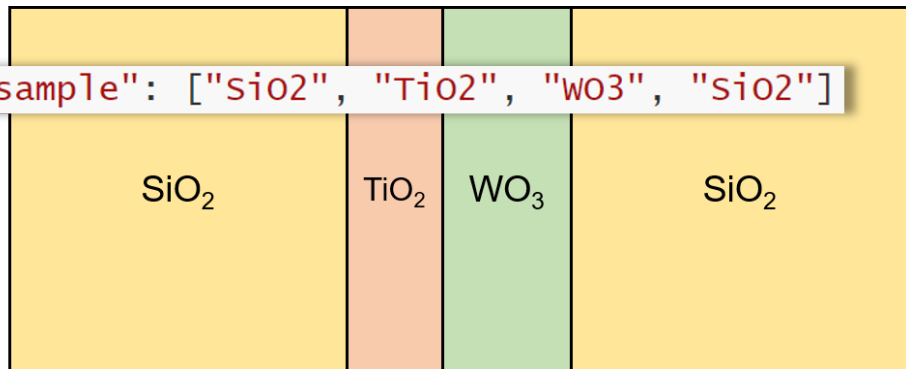 sample": ["SiO2", "TiO2", "WO3", "SiO2"]
SiO₂ TiO₂ WO₃ SiO₂